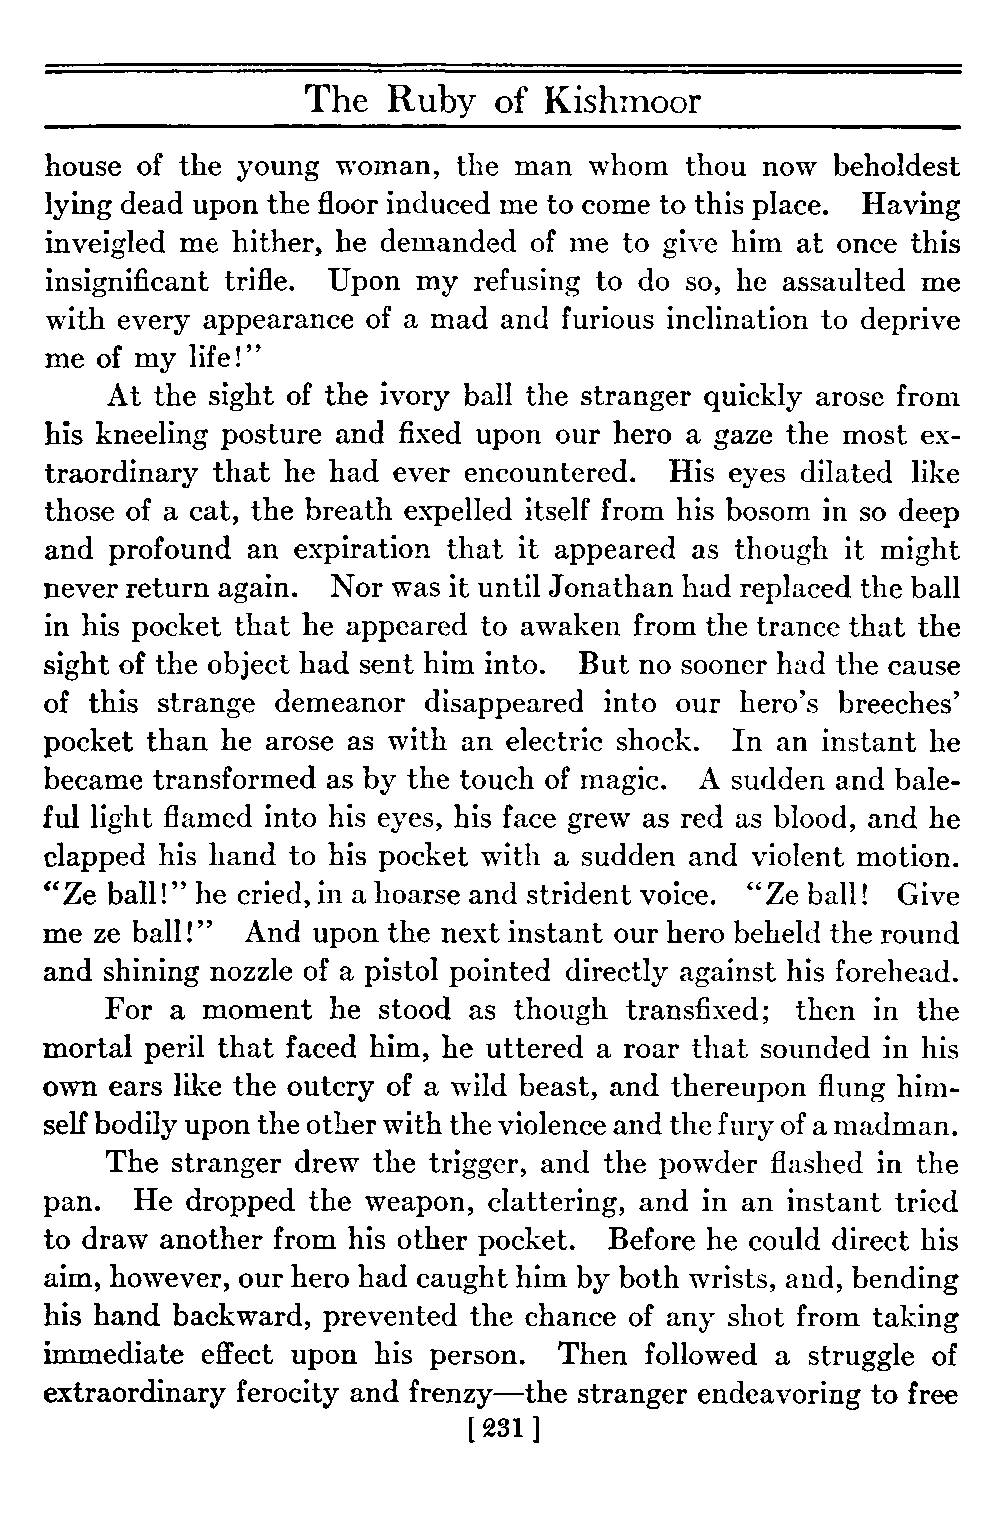 The Ruby of Kishmoor
house of the young woman, the man whom thou now beholdest
lying dead upon the floor induced me to come to this place. Having
inveigled me hither, he demanded of me to give him at once this
insignificant trifle. Upon my refusing to do so, he assaulted me
with every appearance of a mad and furious inclination to deprive
me of my life!”
At the sight of the ivory ball the stranger quickly arose from
his kneeling posture and fixed upon our hero a gaze the most ex-
traordinary that he had ever encountered. His eyes dilated like
those of a cat, the breath expelled itself from his bosom in so deep
and profound an expiration that it appeared as though it might
never return again. Nor was it until Jonathan had replaced the ball
in his pocket that he appeared to awaken from the trance that the
sight of the object had sent him into. But no sooner had the cause
of this strange demeanor disappeared into our hero’s breeches’
pocket than he arose as with an electric shock. In an instant he
became transformed as by the touch of magic. A sudden and bale-
ful light flamed into his eyes, his face grew as red as blood, and he
clapped his hand to his pocket with a sudden and violent motion.
“Ze ball!” he cried, in a hoarse and strident voice. “Ze ball! Give
me ze ball!” And upon the next instant our hero beheld the round
and shining nozzle of a pistol pointed directly against his forehead.
For a moment he stood as though transfixed; then in the
mortal peril that faced him, he uttered a roar that sounded in his
own ears like the outcry of a wild beast, and thereupon flung him-
self bodily upon the other with the violence and the fury of a madman.
The stranger drew the trigger, and the powder flashed in the
pan. He dropped the weapon, clattering, and in an instant tried
to draw another from his other pocket. Before he could direct his
aim, however, our hero had caught him by both wrists, and, bending
his hand backward, prevented the chance of any shot from taking
immediate effect upon his person. Then followed a struggle of
extraordinary ferocity and frenzy—the stranger endeavoring to free
[ 231 ]